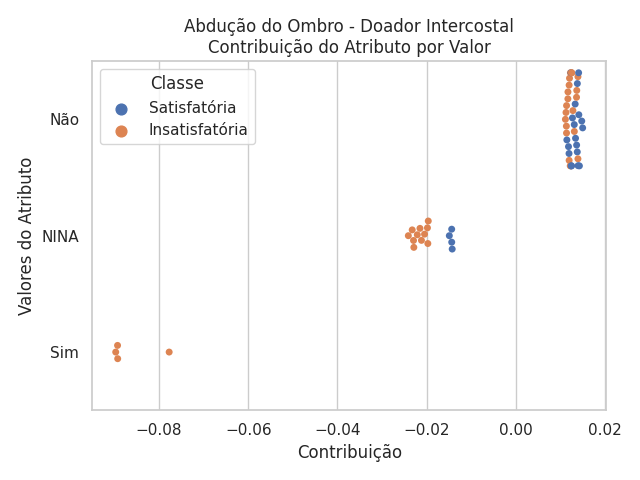 Abdução do Ombro - Doador Intercostal
Contribuição do Atributo por Valor
Classe
Satisfatória
Insatisfatória
Valores do Atributo
Não
NINA
Sim
−0.08 −0.06 −0.04 −0.02 0.00 0.02
Contribuição